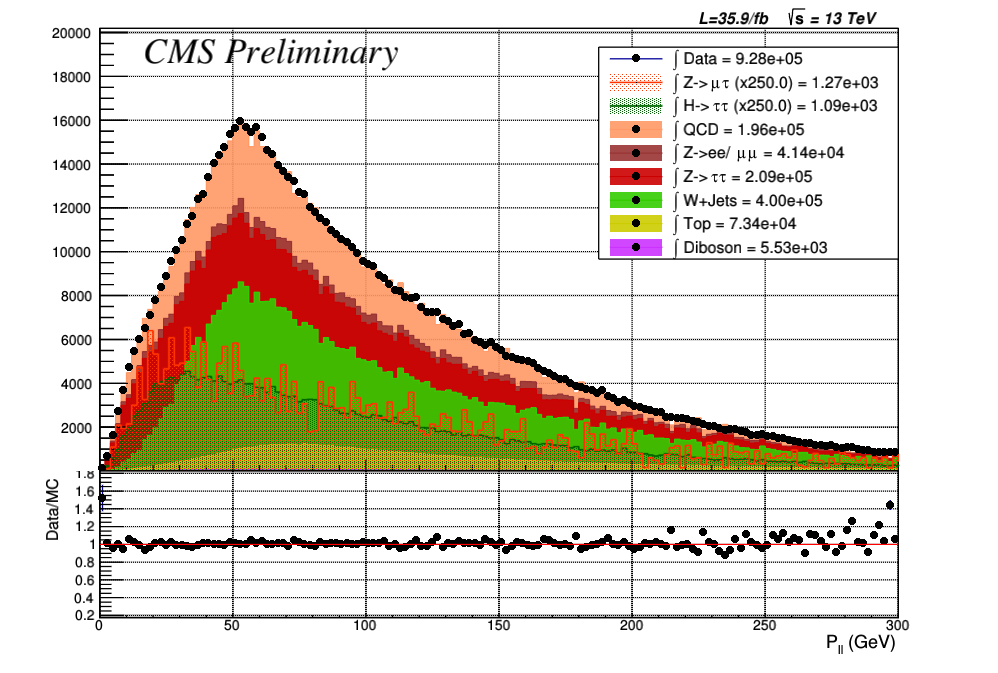 L=35.9/fb √s = 13 TeV
CMS Preliminary
∫ Data = 9.28e+05
∫ Z->μτ (x250.0) = 1.27e+03
∫ H->ττ (x250.0) = 1.09e+03
∫ QCD = 1.96e+05
∫ Z->ee/ μμ = 4.14e+04
∫ Z->ττ = 2.09e+05
∫ W+Jets = 4.00e+05
∫ Top = 7.34e+04
∫ Diboson = 5.53e+03
20000
18000
16000
14000
12000
10000
8000
6000
4000
2000
Data/MC
1.8
1.6
1.4
1.2
1
0.8
0.6
0.4
0.2
0 50 100 150 200 250 300
P_ll (GeV)